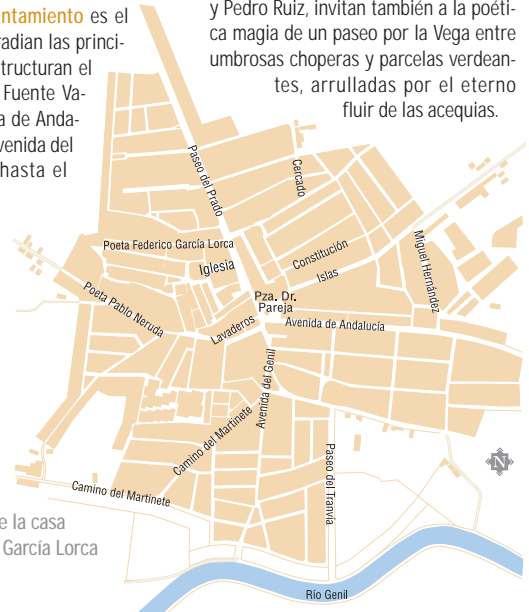 ntamiento es el
radian las princi-
tructuran el
Fuente Va-
a de Anda-
venida del
hasta el
y Pedro Ruiz, invitan también a la poéti-
ca magia de un paseo por la Vega entre
umbrosas choperas y parcelas verdean-
tes, arrulladas por el eterno
fluir de las acequias.
Paseo del Prado
Cercado
Miguel Hernández
Poeta Federico García Lorca
Iglesia
Constitución
Islas
Pza. Dr.
Pareja
Poeta Pablo Neruda
Lavaderos
Avenida de Andalucía
Avenida del Genil
Camino del Martinete
Paseo del Tranvía
N
Camino del Martinete
e la casa
García Lorca
Río Genil